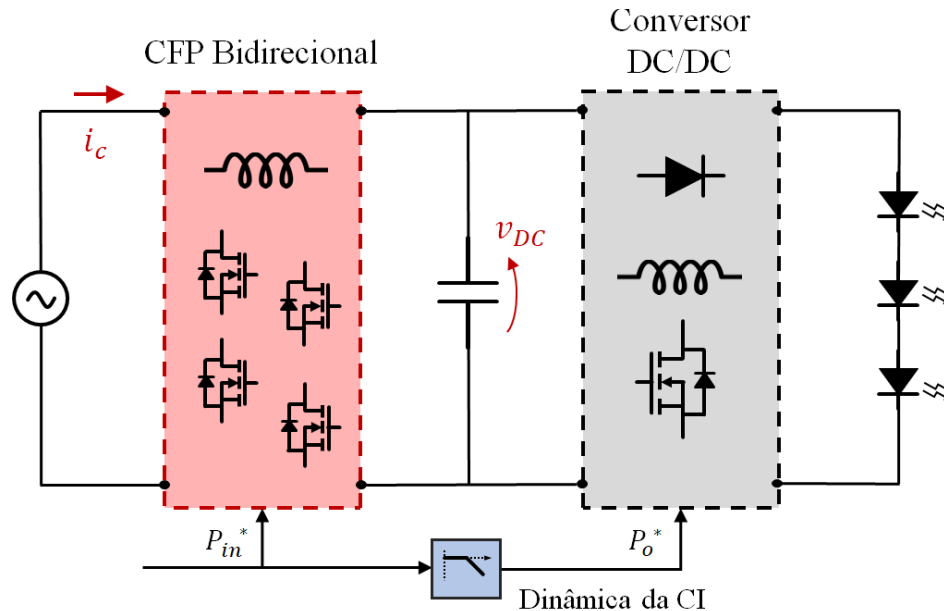 CFP Bidirecional
Conversor
DC/DC
i_c
v_DC
P_in^*
P_o^*
Dinâmica da CI